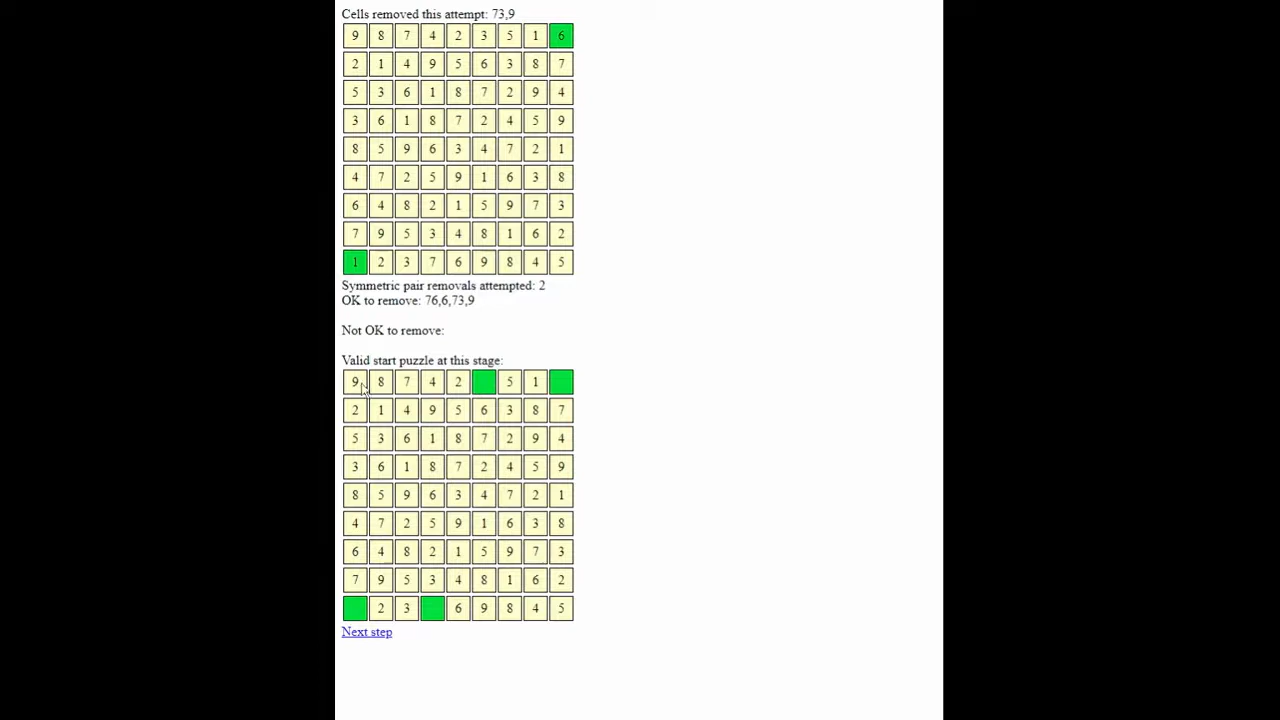 Cells removed this attempt: 73,9
9 8 7 4 2 3 5 1 6
2 1 4 9 5 6 3 8 7
5 3 6 1 8 7 2 9 4
3 6 1 8 7 2 4 5 9
8 5 9 6 3 4 7 2 1
4 7 2 5 9 1 6 3 8
6 4 8 2 1 5 9 7 3
7 9 5 3 4 8 1 6 2
1 2 3 7 6 9 8 4 5
Symmetric pair removals attempted: 2
OK to remove: 76,6,73,9
Not OK to remove:
Valid start puzzle at this stage:
9 8 7 4 2 5 1
2 1 4 9 5 6 3 8 7
5 3 6 1 8 7 2 9 4
3 6 1 8 7 2 4 5 9
8 5 9 6 3 4 7 2 1
4 7 2 5 9 1 6 3 8
6 4 8 2 1 5 9 7 3
7 9 5 3 4 8 1 6 2
2 3 6 9 8 4 5
Next step